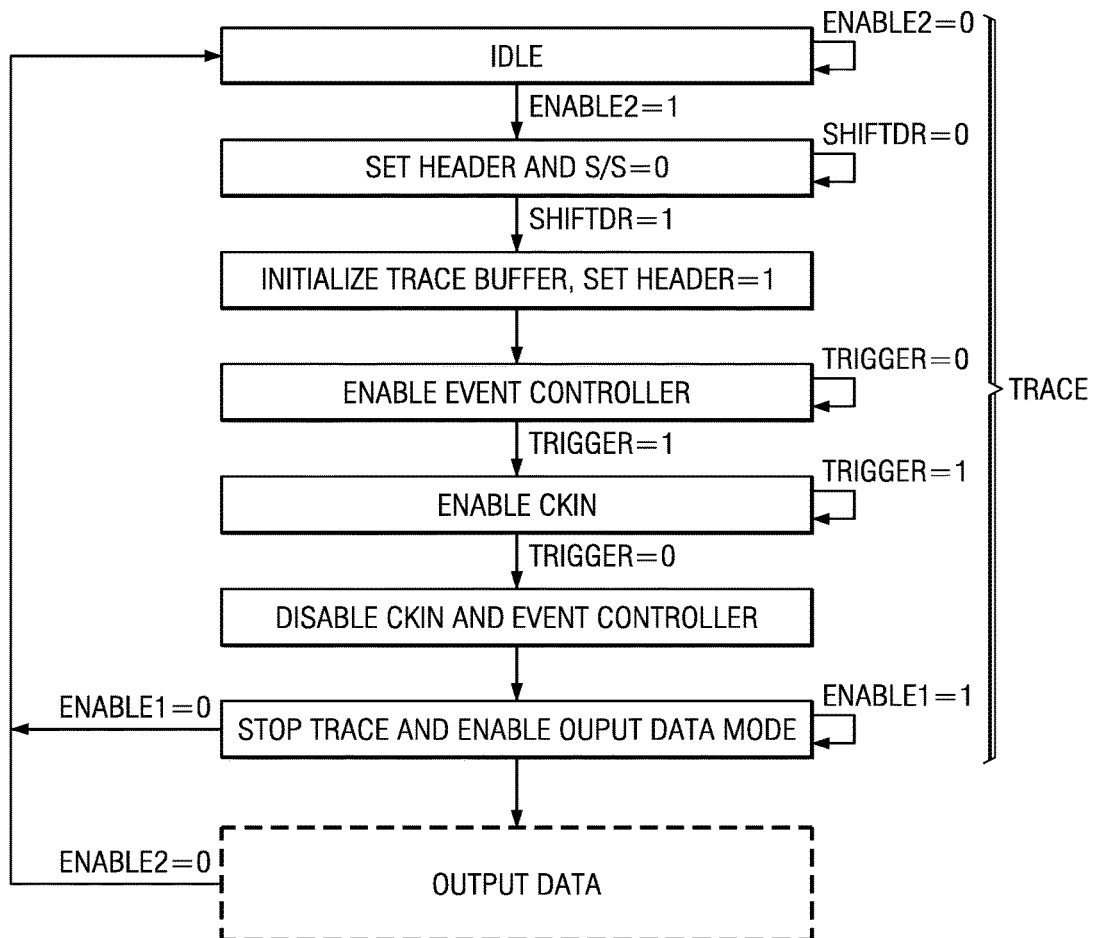 ENABLE2=0
IDLE
ENABLE2=1
SHIFTDR=0
SET HEADER AND S/S=0
SHIFTDR=1
INITIALIZE TRACE BUFFER, SET HEADER=1
TRIGGER=0
ENABLE EVENT CONTROLLER
TRACE
TRIGGER=1
TRIGGER=1
ENABLE CKIN
TRIGGER=0
DISABLE CKIN AND EVENT CONTROLLER
ENABLE1=0
ENABLE1=1
STOP TRACE AND ENABLE OUPUT DATA MODE
ENABLE2=0
OUTPUT DATA